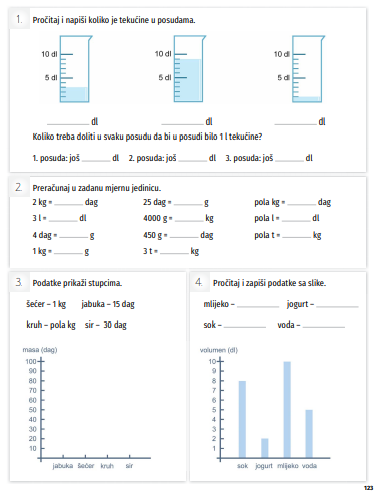 1. Pročitaj i napiši koliko je tekućine u posudama.
10 dl 10 dl 10 dl
5 dl 5 dl 5 dl
______ dl ______ dl ______ dl
Koliko treba doliti u svaku posudu da bi u posudi bilo 1 l tekućine?
1. posuda: još ______ dl 2. posuda: još ______ dl 3. posuda: još ______ dl
2. Preračunaj u zadanu mjernu jedinicu.
2 kg = ______ dag 25 dag = ______ g pola kg = ______ dag
3 l = ______ dl 4000 g = ______ kg pola l = ______ dl
4 dag = ______ g 450 g = ______ dag pola t = ______ kg
1 kg = ______ g 3 t = ______ kg
3. Podatke prikaži stupcima.
šećer – 1 kg jabuka – 15 dag
kruh – pola kg sir – 30 dag
masa (dag)
100
90
80
70
60
50
40
30
20
10
jabuka šećer kruh sir
4. Pročitaj i zapiši podatke sa slike.
mlijeko – ______ jogurt – ______
sok – ______ voda – ______
volumen (dl)
10
9
8
7
6
5
4
3
2
1
sok jogurt mlijeko voda
123